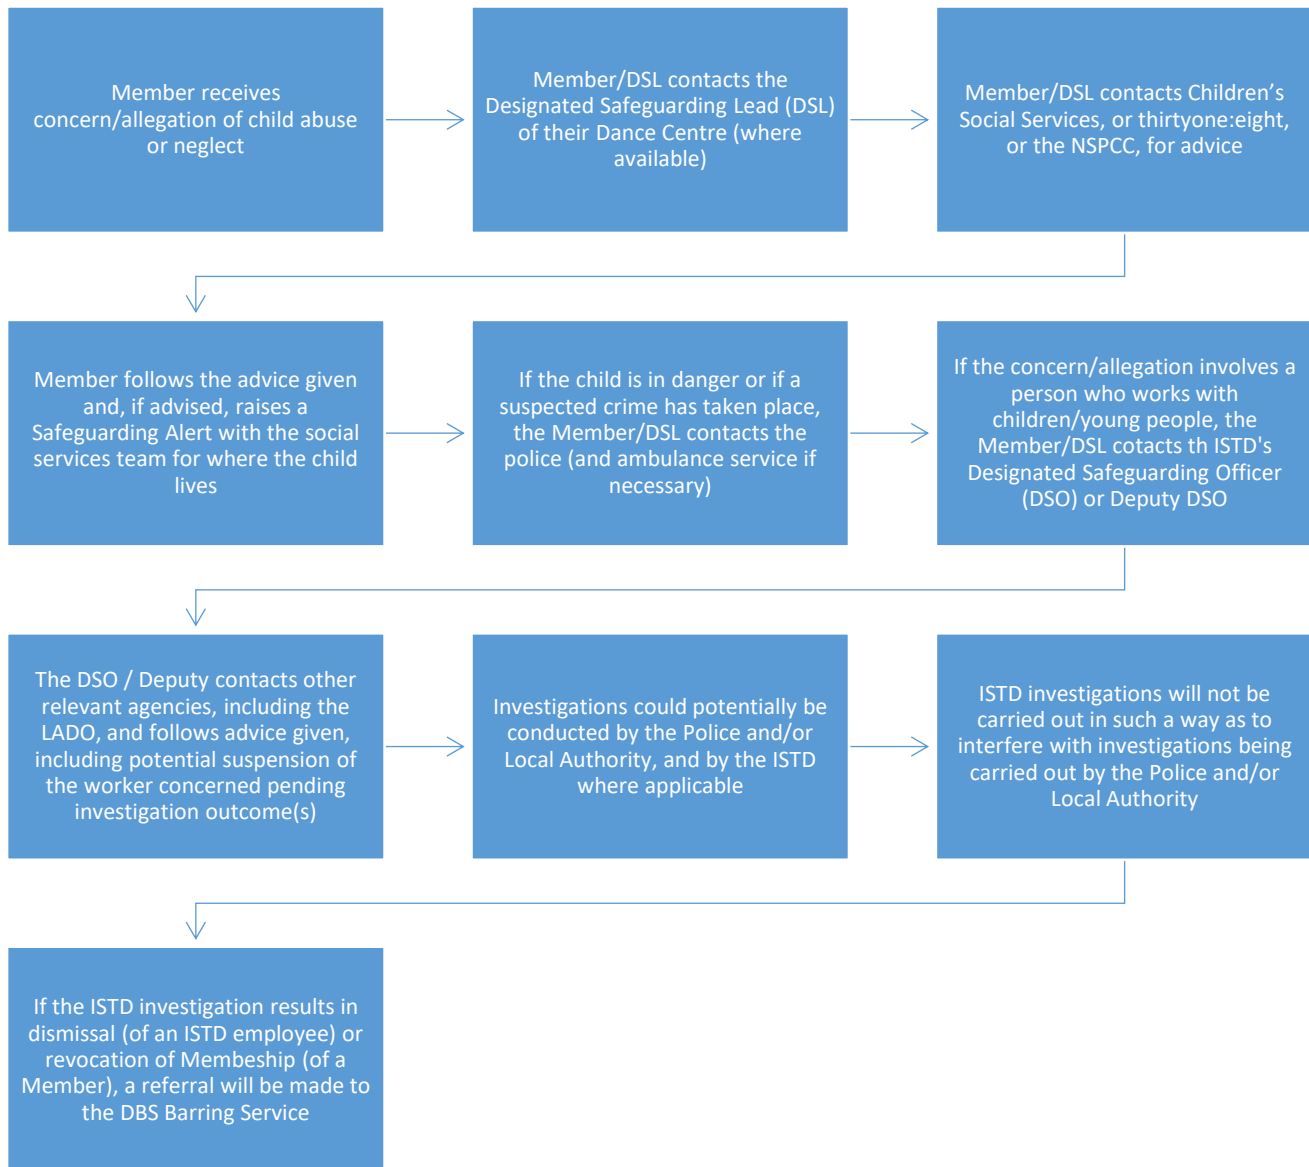 Member receives
concern/allegation of child abuse
or neglect
Member/DSL contacts the
Designated Safeguarding Lead (DSL)
of their Dance Centre (where
available)
Member/DSL contacts Children’s
Social Services, or thirtyone:eight,
or the NSPCC, for advice
Member follows the advice given
and, if advised, raises a
Safeguarding Alert with the social
services team for where the child
lives
If the child is in danger or if a
suspected crime has taken place,
the Member/DSL contacts the
police (and ambulance service if
necessary)
If the concern/allegation involves a
person who works with
children/young people, the
Member/DSL cotacts th ISTD's
Designated Safeguarding Officer
(DSO) or Deputy DSO
The DSO / Deputy contacts other
relevant agencies, including the
LADO, and follows advice given,
including potential suspension of
the worker concerned pending
investigation outcome(s)
Investigations could potentially be
conducted by the Police and/or
Local Authority, and by the ISTD
where applicable
ISTD investigations will not be
carried out in such a way as to
interfere with investigations being
carried out by the Police and/or
Local Authority
If the ISTD investigation results in
dismissal (of an ISTD employee) or
revocation of Membeship (of a
Member), a referral will be made to
the DBS Barring Service